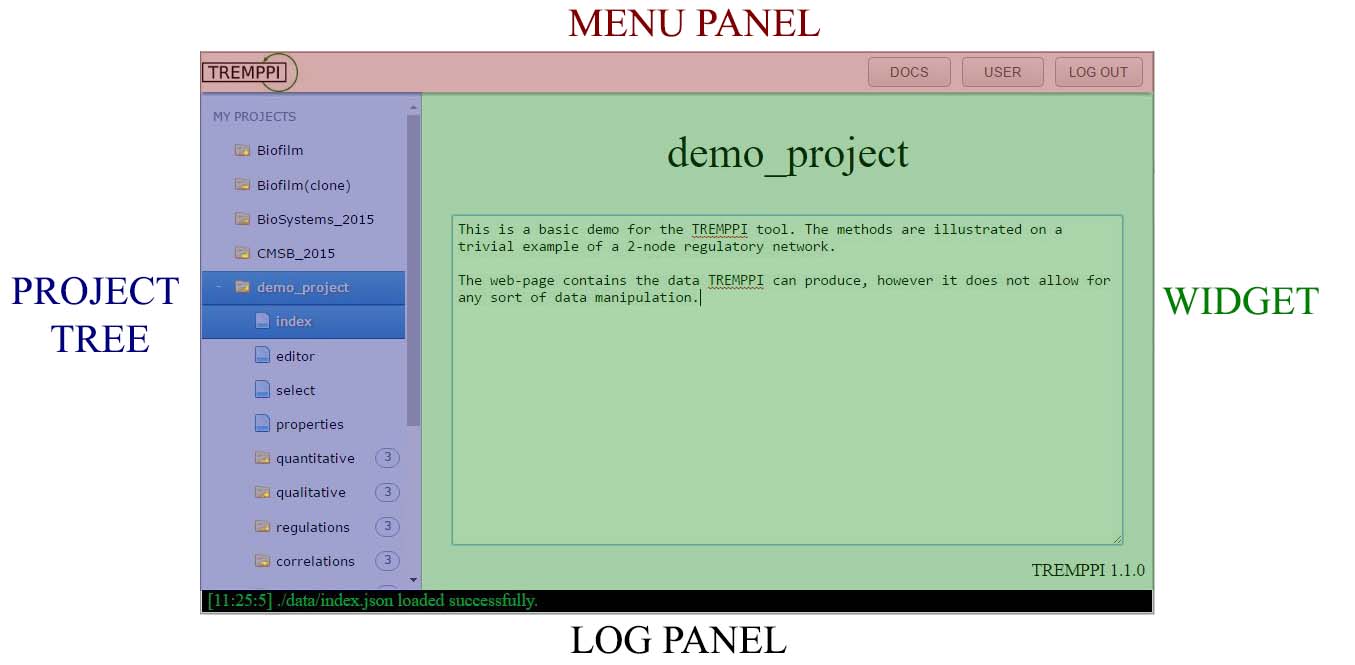 MENU PANEL
TREMPPI
DOCS
USER
LOG OUT
MY PROJECTS
Biofilm
Biofilm(clone)
BioSystems_2015
CMSB_2015
- demo_project
index
editor
select
properties
quantitative 3
qualitative 3
regulations 3
correlations 3
PROJECT
TREE
demo_project
This is a basic demo for the TREMPPI tool. The methods are illustrated on a
trivial example of a 2-node regulatory network.
The web-page contains the data TREMPPI can produce, however it does not allow for
any sort of data manipulation.
WIDGET
TREMPPI 1.1.0
[11:25:5] ./data/index.json loaded successfully.
LOG PANEL